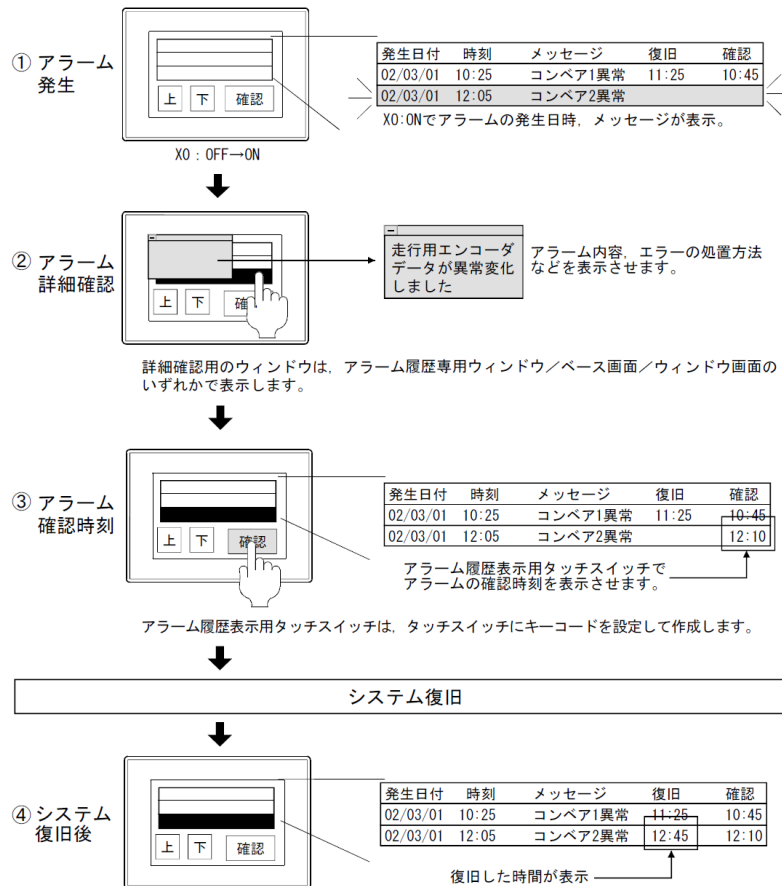 ① アラーム
発生
上 下 確認
X0：OFF→ON
発生日付 時刻 メッセージ 復旧 確認
02/03/01 10:25 コンベア1異常 11:25 10:45
02/03/01 12:05 コンベア2異常
X0:ONでアラームの発生日時，メッセージが表示。
② アラーム
詳細確認
上 下 確
走行用エンコーダ
データが異常変化
しました
アラーム内容，エラーの処置方法
などを表示させます。
詳細確認用のウィンドウは，アラーム履歴専用ウィンドウ／ベース画面／ウィンドウ画面の
いずれかで表示します。
③ アラーム
確認時刻
上 下 確認
発生日付 時刻 メッセージ 復旧 確認
02/03/01 10:25 コンベア1異常 11:25 10:45
02/03/01 12:05 コンベア2異常 12:10
アラーム履歴表示用タッチスイッチで
アラームの確認時刻を表示させます。
アラーム履歴表示用タッチスイッチは，タッチスイッチにキーコードを設定して作成します。
システム復旧
④ システム
復旧後
上 下 確認
発生日付 時刻 メッセージ 復旧 確認
02/03/01 10:25 コンベア1異常 11:25 10:45
02/03/01 12:05 コンベア2異常 12:45 12:10
復旧した時間が表示